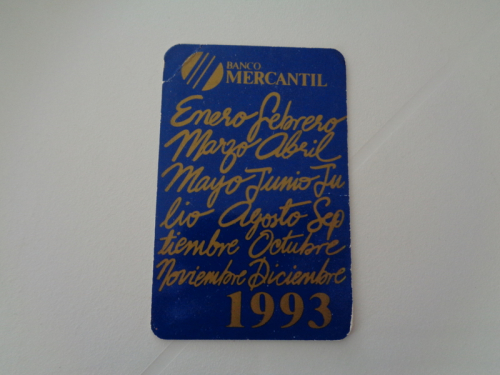 BANCO
MERCANTIL
Enero Febrero
Marzo Abril
Mayo Junio Ju
lio Agosto Sep
tiembre Octubre
Noviembre Diciembre
1993